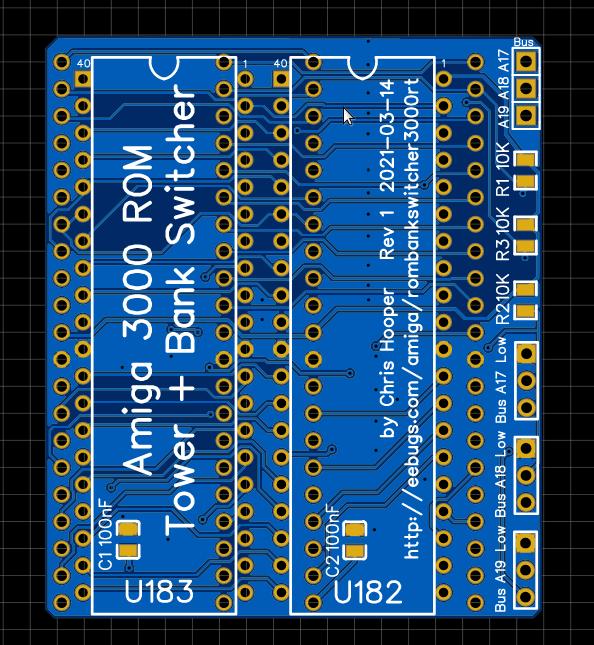 Bus
40
1
40
1
A19 A18 A17
Amiga 3000 ROM
Tower + Bank Switcher
by Chris Hooper Rev 1 2021-03-14
http://eebugs.com/amiga/rombankswitcher3000rt
R1 10K
R3 10K
R2 10K
Bus A17 Low
Bus A18 Low
Bus A19 Low
C1 100nF
C2 100nF
U183
U182